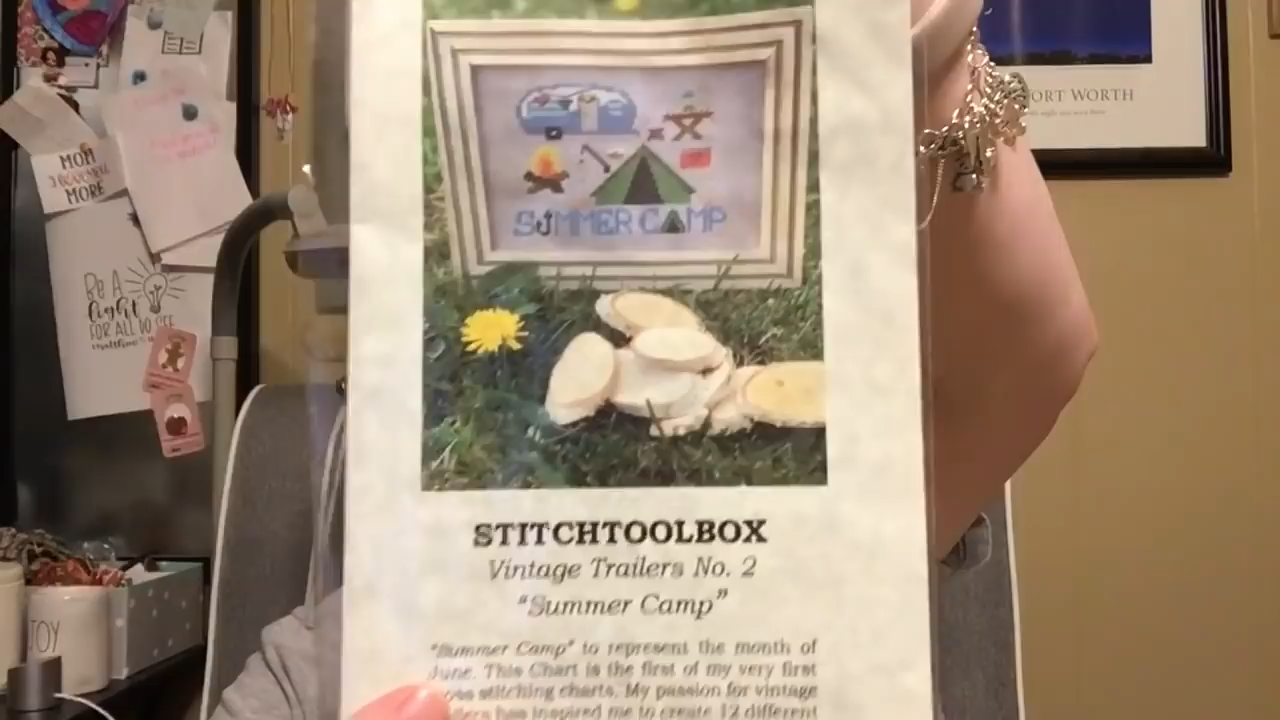 SUMMER CAMP
STITCHTOOLBOX
Vintage Trailers No. 2
"Summer Camp"
"Summer Camp" to represent the month of
June. This Chart is the first of my very first
stitching charts. My passion for vintage
has inspired me to create 12 different
ORT WORTH
MOM
MORE
Be A
light
FOR ALL TO SEE
JOY